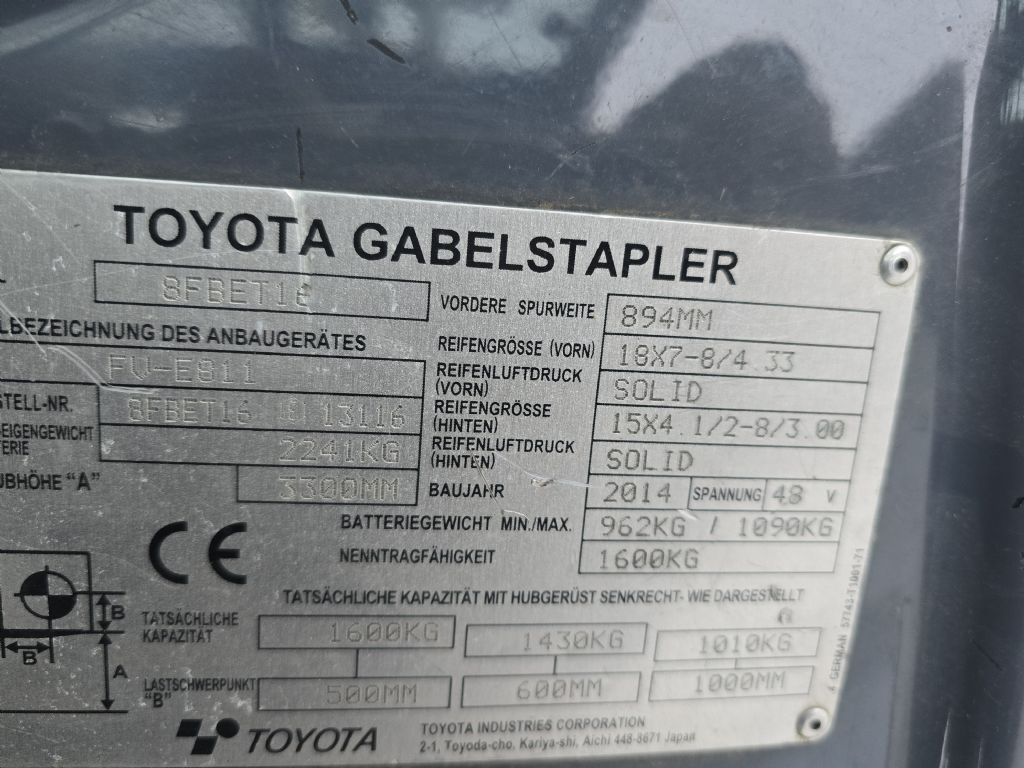 TOYOTA GABELSTAPLER
8FBET16 VORDERE SPURWEITE 894MM
LBEZEICHNUNG DES ANBAUGERÄTES REIFENGRÖSSE (VORN) 18X7-8/4.33
FV-E811 REIFENLUFTDRUCK (VORN) SOLID
STELL-NR. 8FBET16 13116 REIFENGRÖSSE (HINTEN) 15X4.1/2-8/3.00
EIGENGEWICHT 2241KG REIFENLUFTDRUCK (HINTEN) SOLID
TERIE
UBHÖHE "A" 3300MM BAUJAHR 2014 SPANNUNG 48 V
BATTERIEGEWICHT MIN./MAX. 962KG / 1090KG
CE NENNTRAGFÄHIGKEIT 1600KG
TATSÄCHLICHE KAPAZITÄT MIT HUBGERÜST SENKRECHT- WIE DARGESTELLT
TATSÄCHLICHE KAPAZITÄT 1600KG 1430KG 1010KG
LASTSCHWERPUNKT "B" 500MM 600MM 1000MM
B
B
A
TOYOTA TOYOTA INDUSTRIES CORPORATION
2-1, Toyoda-cho, Kariya-shi, Aichi 448-8671 Japan
GERMAN 57743-11001-71